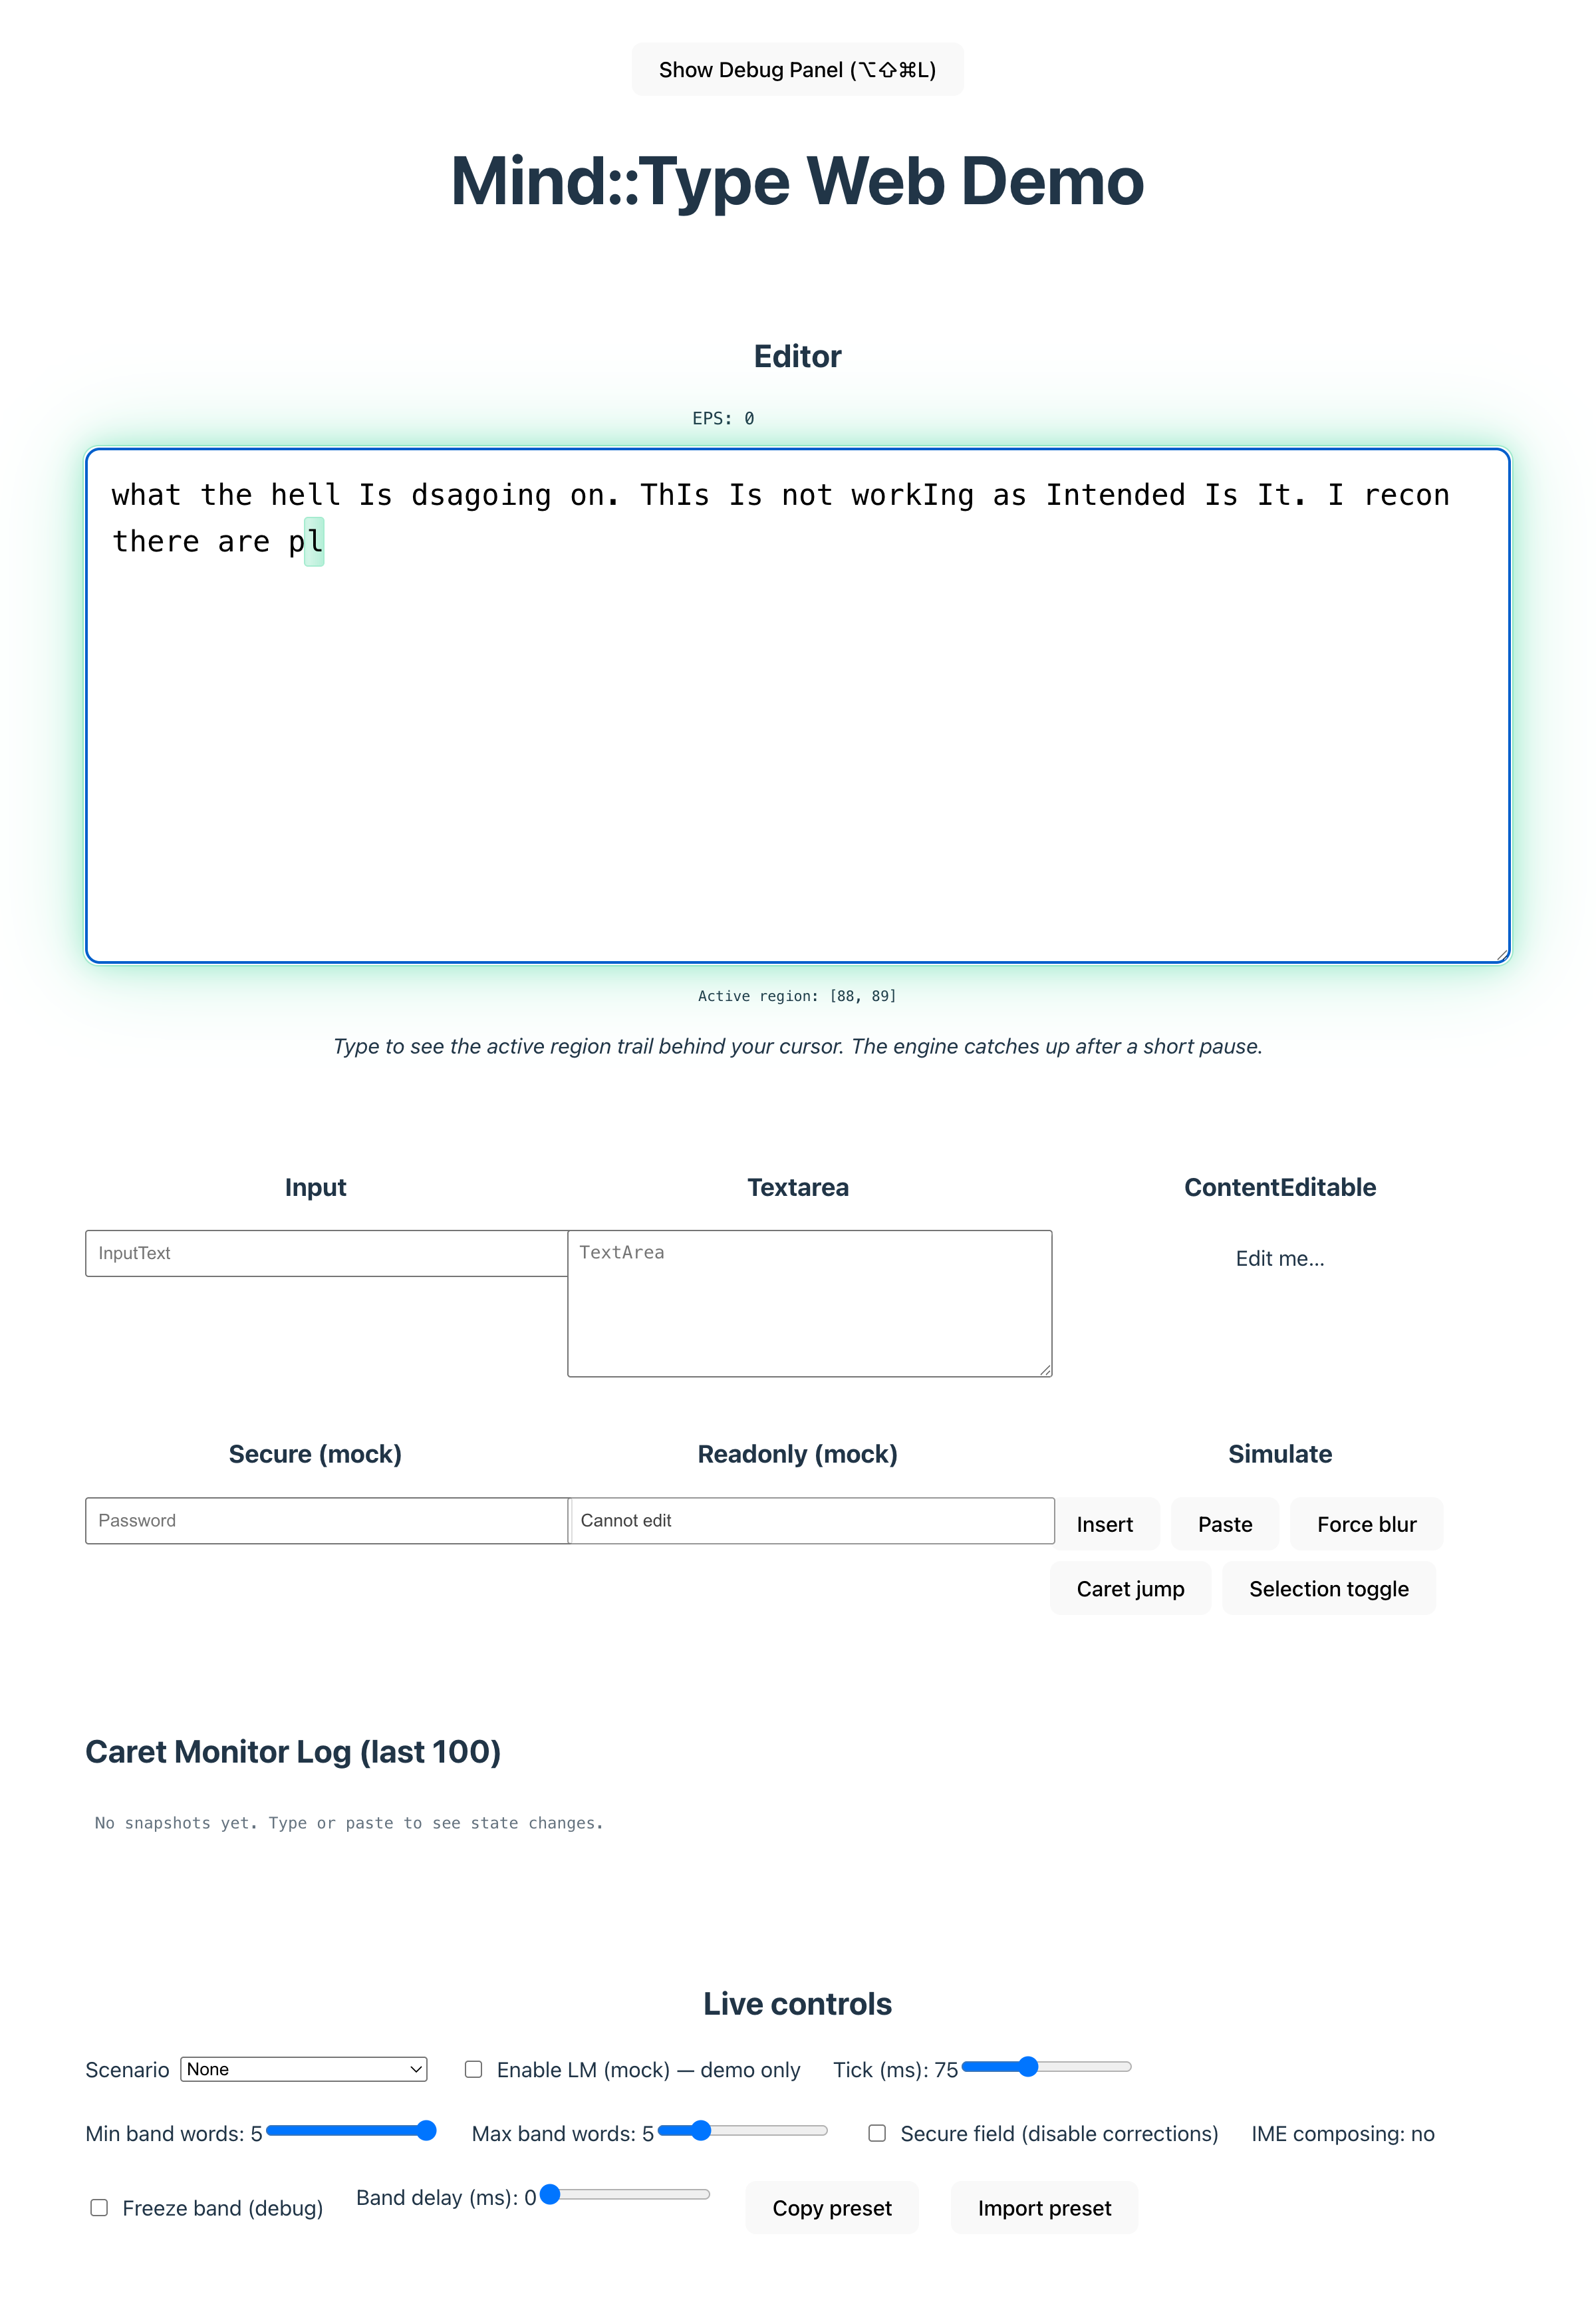 Show Debug Panel (⌥⇧⌘L)
Mind::Type Web Demo
Editor
EPS: 0
what the hell Is dsagoing on. ThIs Is not workIng as Intended Is It. I recon
there are pl
Active region: [88, 89]
Type to see the active region trail behind your cursor. The engine catches up after a short pause.
Input
Textarea
ContentEditable
InputText
TextArea
Edit me...
Secure (mock)
Readonly (mock)
Simulate
Password
Cannot edit
Insert
Paste
Force blur
Caret jump
Selection toggle
Caret Monitor Log (last 100)
No snapshots yet. Type or paste to see state changes.
Live controls
Scenario None Enable LM (mock) — demo only Tick (ms): 75
Min band words: 5 Max band words: 5 Secure field (disable corrections) IME composing: no
Freeze band (debug) Band delay (ms): 0 Copy preset Import preset